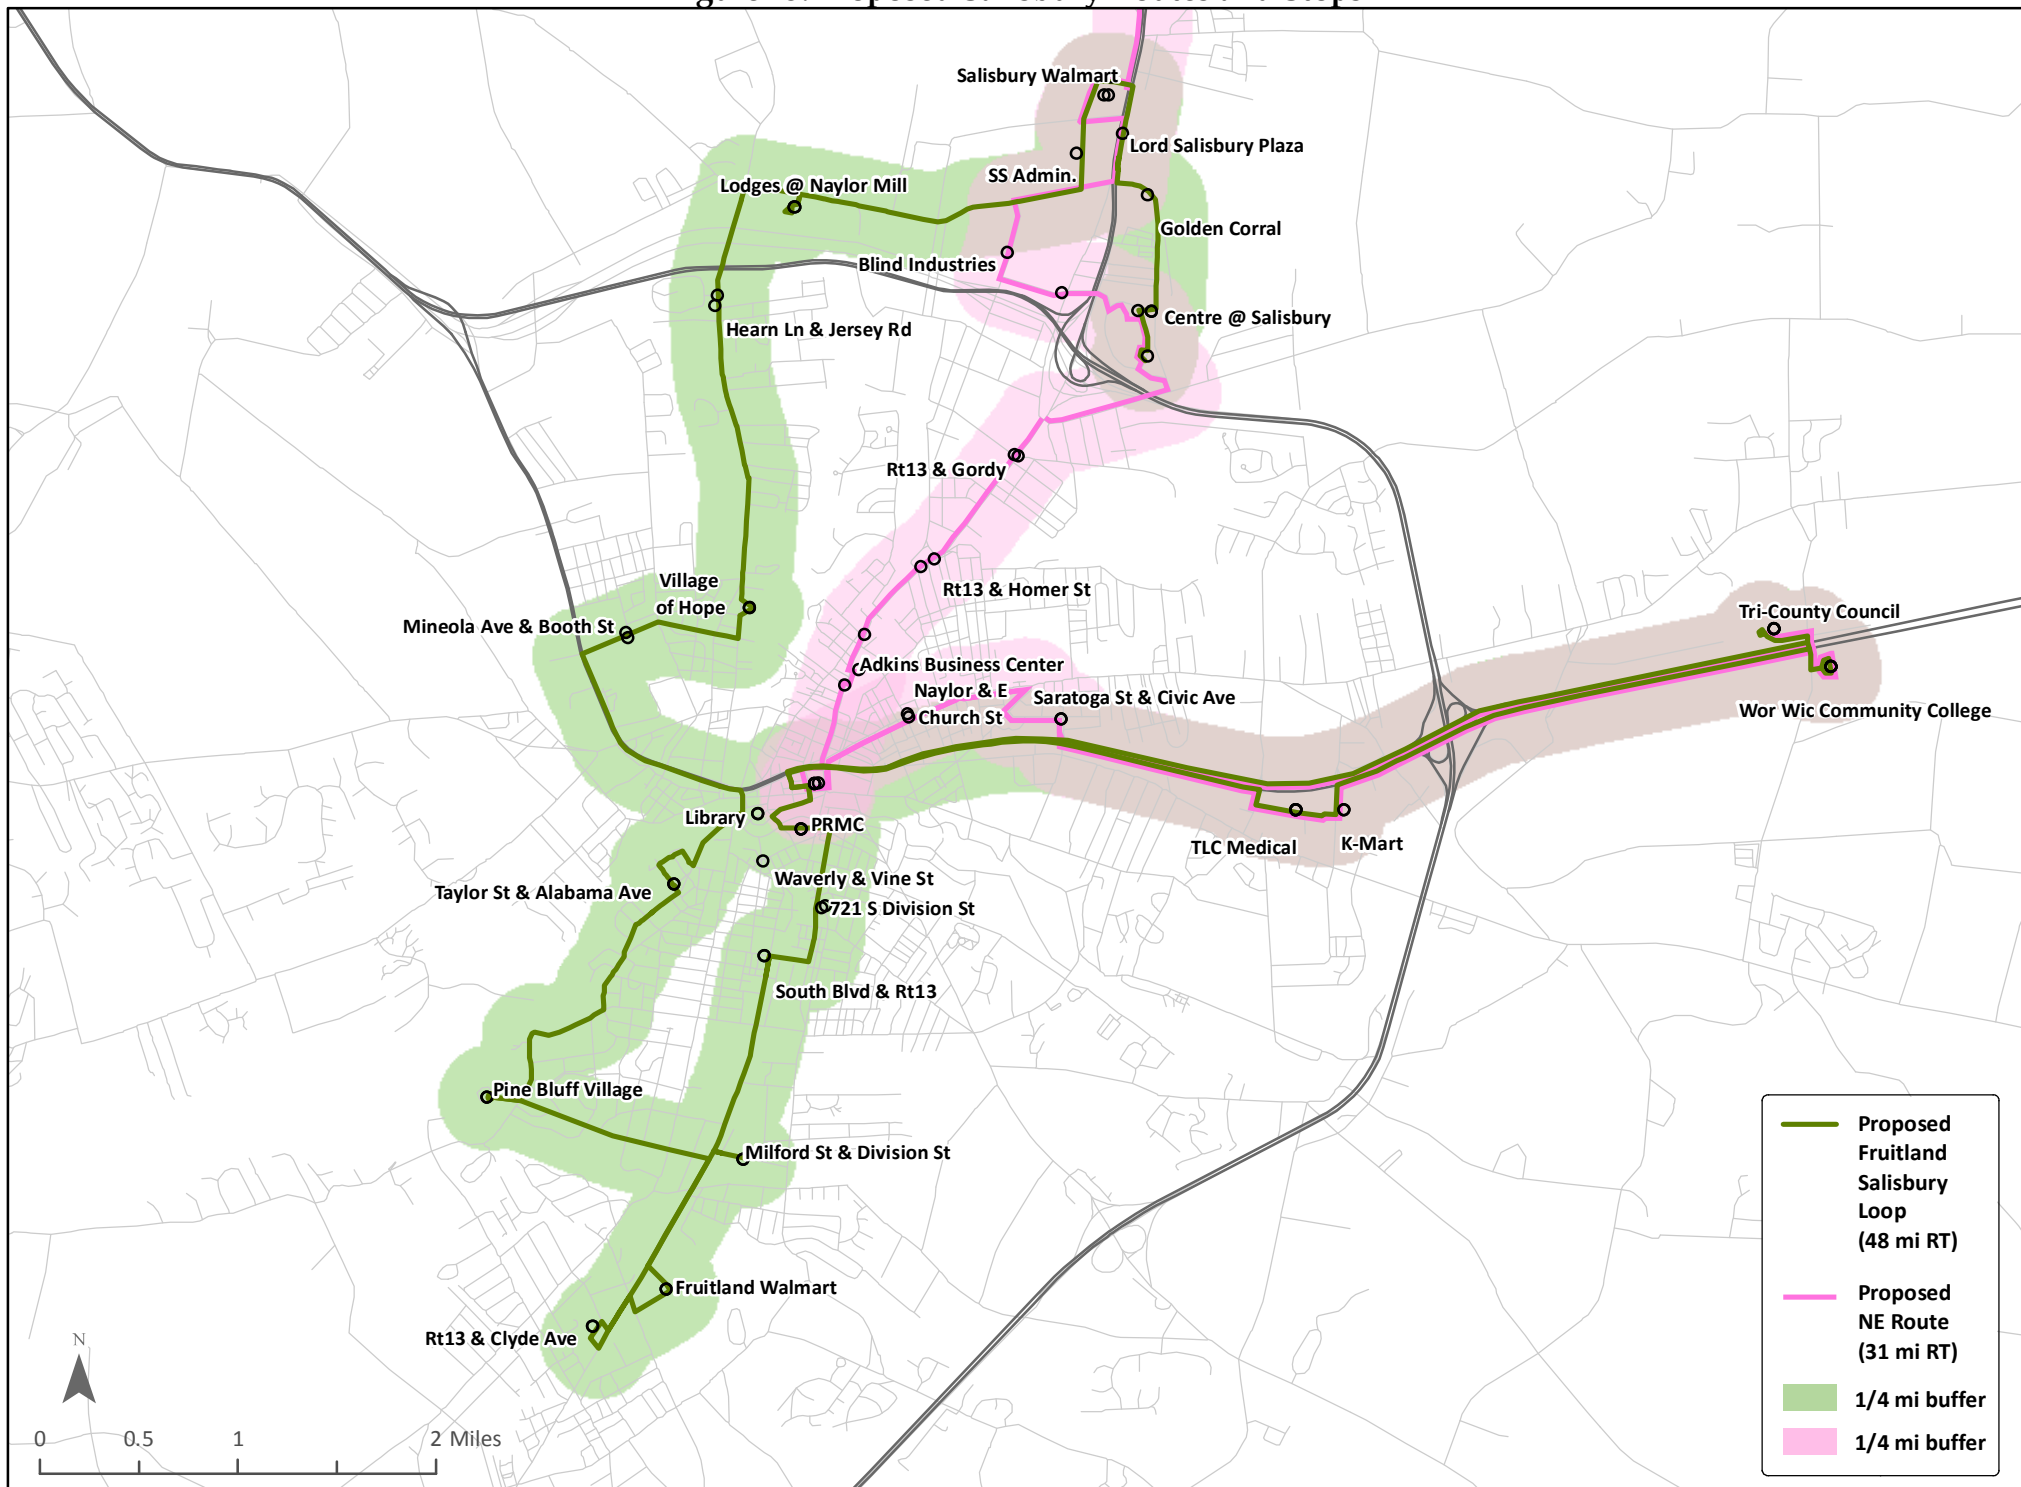 Salisbury Walmart
Lord Salisbury Plaza
SS Admin.
Lodges @ Naylor Mill
Golden Corral
Blind Industries
Centre @ Salisbury
Hearn Ln & Jersey Rd
Rt13 & Gordy
Village
of Hope
Rt13 & Homer St
Tri-County Council
Mineola Ave & Booth St
Adkins Business Center
Naylor & E
Church St
Saratoga St & Civic Ave
Wor Wic Community College
Library
PRMC
TLC Medical
K-Mart
Waverly & Vine St
Taylor St & Alabama Ave
721 S Division St
South Blvd & Rt13
Pine Bluff Village
Milford St & Division St
Fruitland Walmart
Rt13 & Clyde Ave
Proposed
Fruitland
Salisbury
Loop
(48 mi RT)
Proposed
NE Route
(31 mi RT)
1/4 mi buffer
1/4 mi buffer
N
0 0.5 1 2 Miles